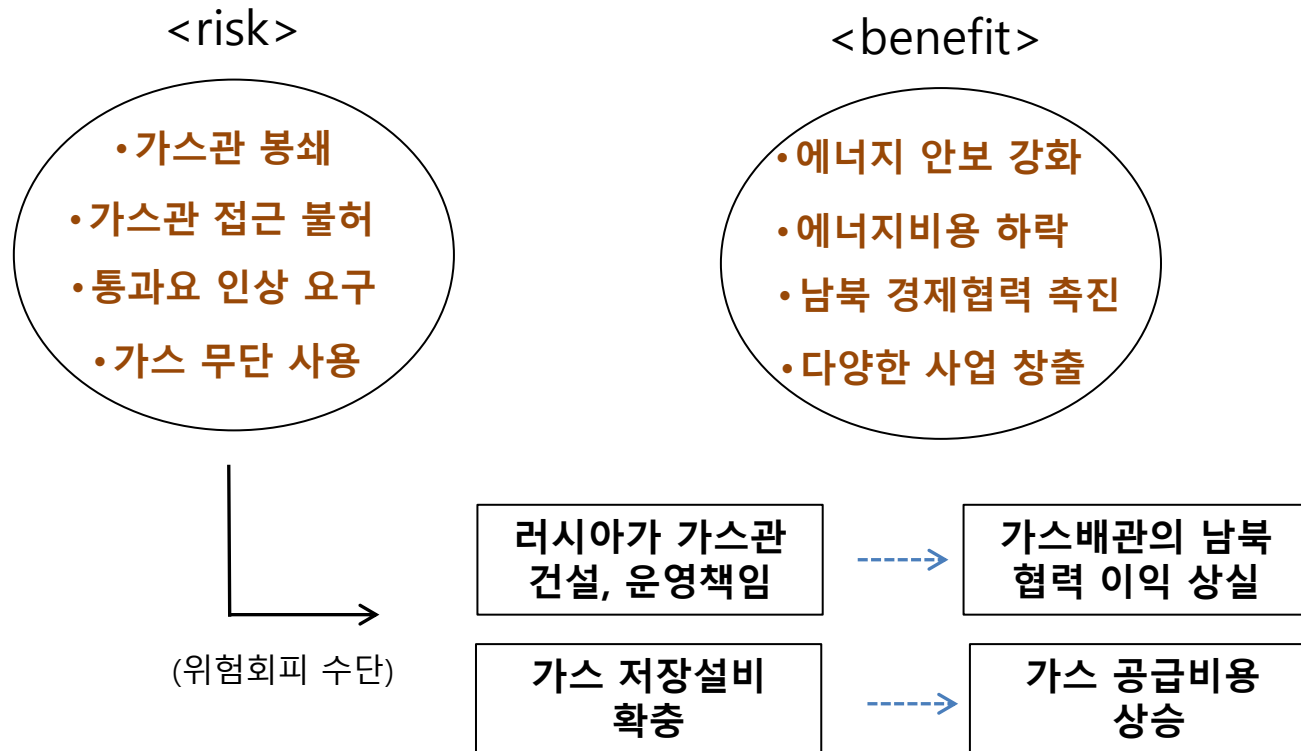 <risk>
• 가스관 봉쇄
• 가스관 접근 불허
• 통과요 인상 요구
• 가스 무단 사용
<benefit>
• 에너지 안보 강화
• 에너지비용 하락
• 남북 경제협력 촉진
• 다양한 사업 창출
(위험회피 수단)
러시아가 가스관
건설, 운영책임
가스배관의 남북
협력 이익 상실
가스 저장설비
확충
가스 공급비용
상승